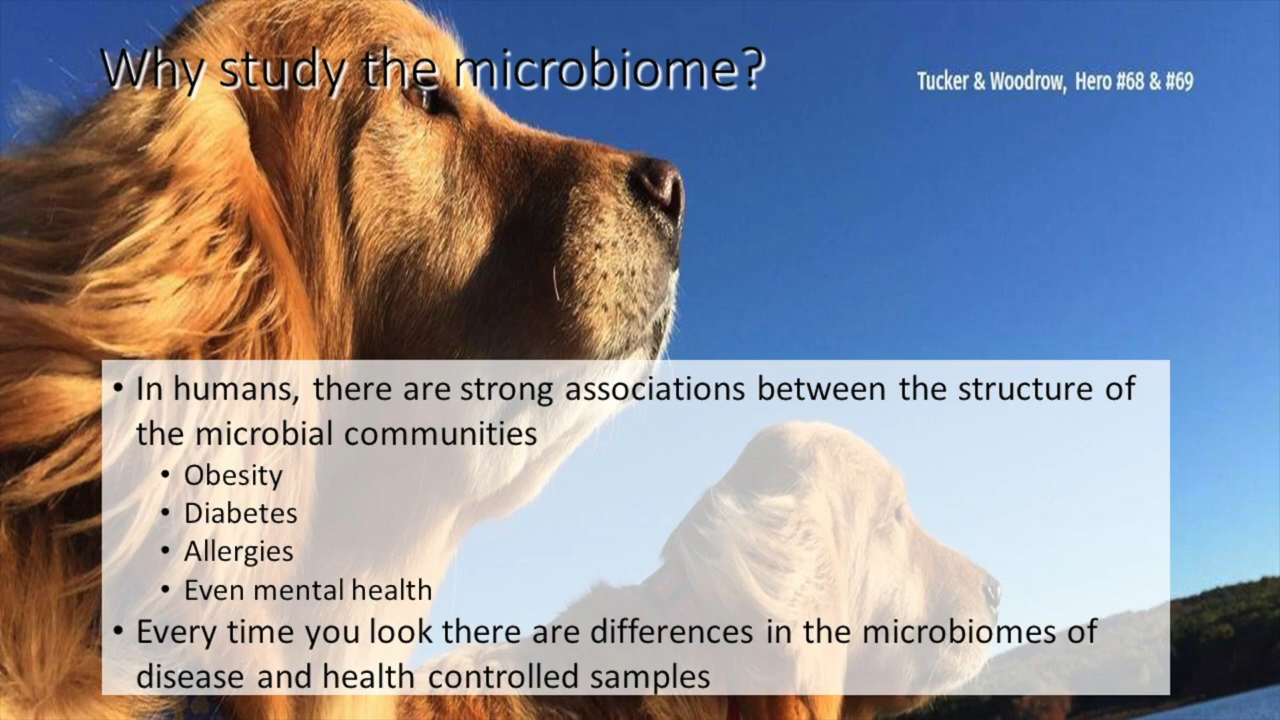 Why study the microbiome?
Tucker & Woodrow, Hero #68 & #69
• In humans, there are strong associations between the structure of
the microbial communities
• Obesity
• Diabetes
• Allergies
• Even mental health
• Every time you look there are differences in the microbiomes of
disease and health controlled samples